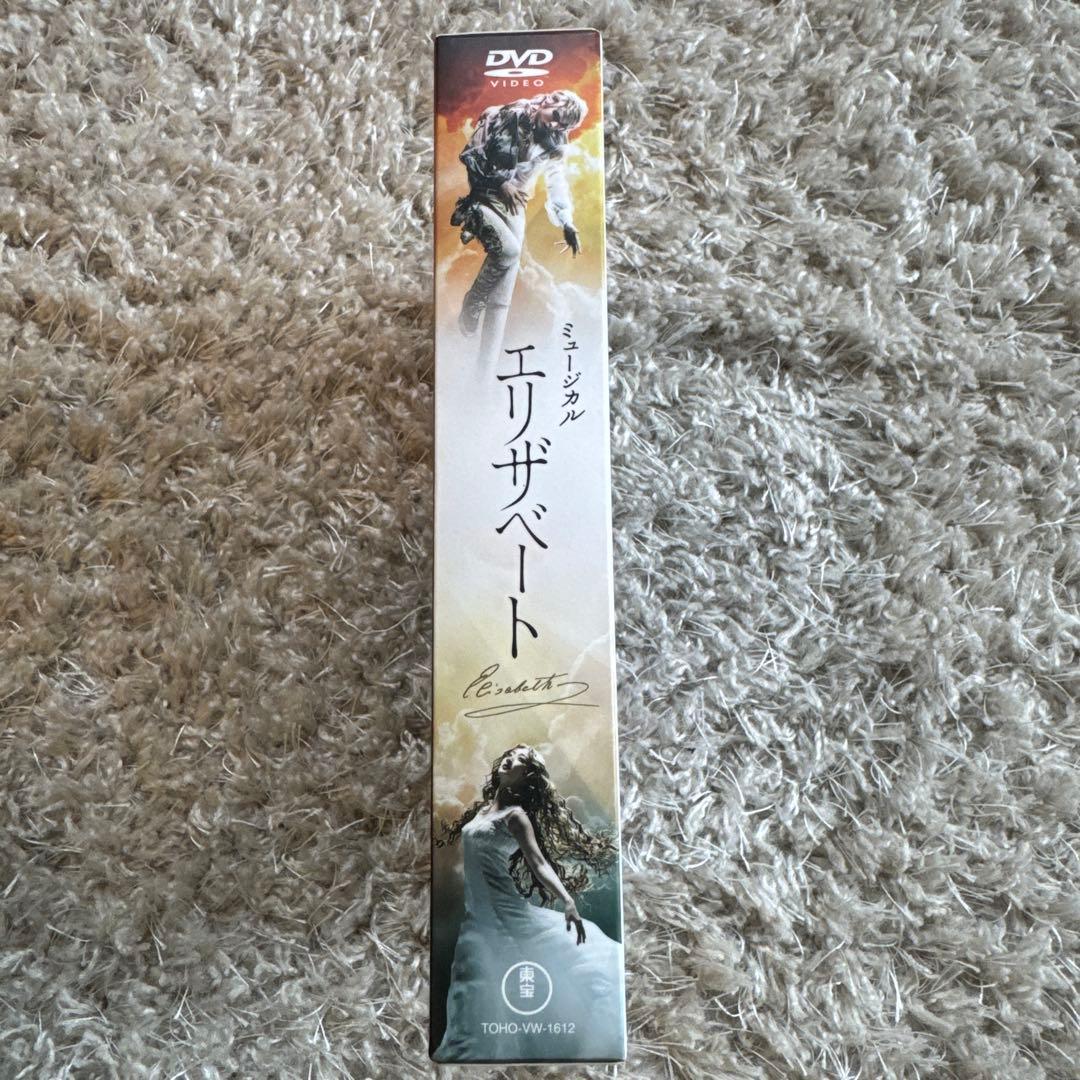 DVD
VIDEO
ミュージカル
エリザベート
Elisabeth
東宝
TOHO-VW-1612